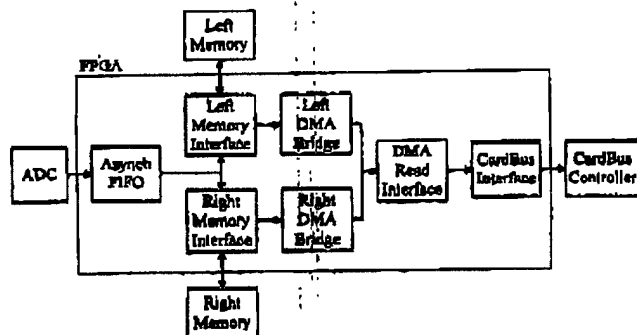 Left
Memory
FPGA
Left
Memory
Interface
Left
DMA
Bridge
ADC
Asynch
FIFO
DMA
Read
Interface
CardBus
Interface
CardBus
Controller
Right
Memory
Interface
Right
DMA
Bridge
Right
Memory